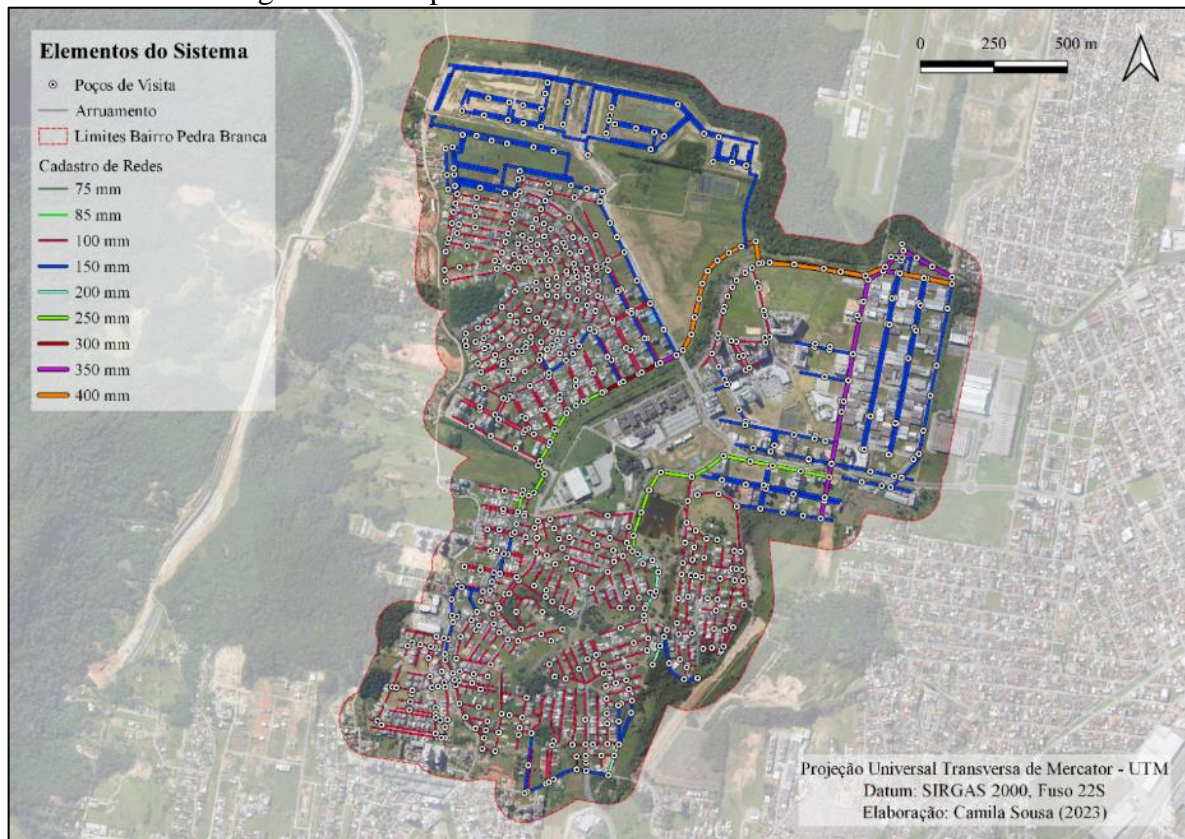 Elementos do Sistema
Poços de Visita
Arruamento
Limites Bairro Pedra Branca
Cadastro de Redes
75 mm
85 mm
100 mm
150 mm
200 mm
250 mm
300 mm
350 mm
400 mm
0 250 500 m
Projeção Universal Transversa de Mercator - UTM
Datum: SIRGAS 2000, Fuso 22S
Elaboração: Camila Sousa (2023)